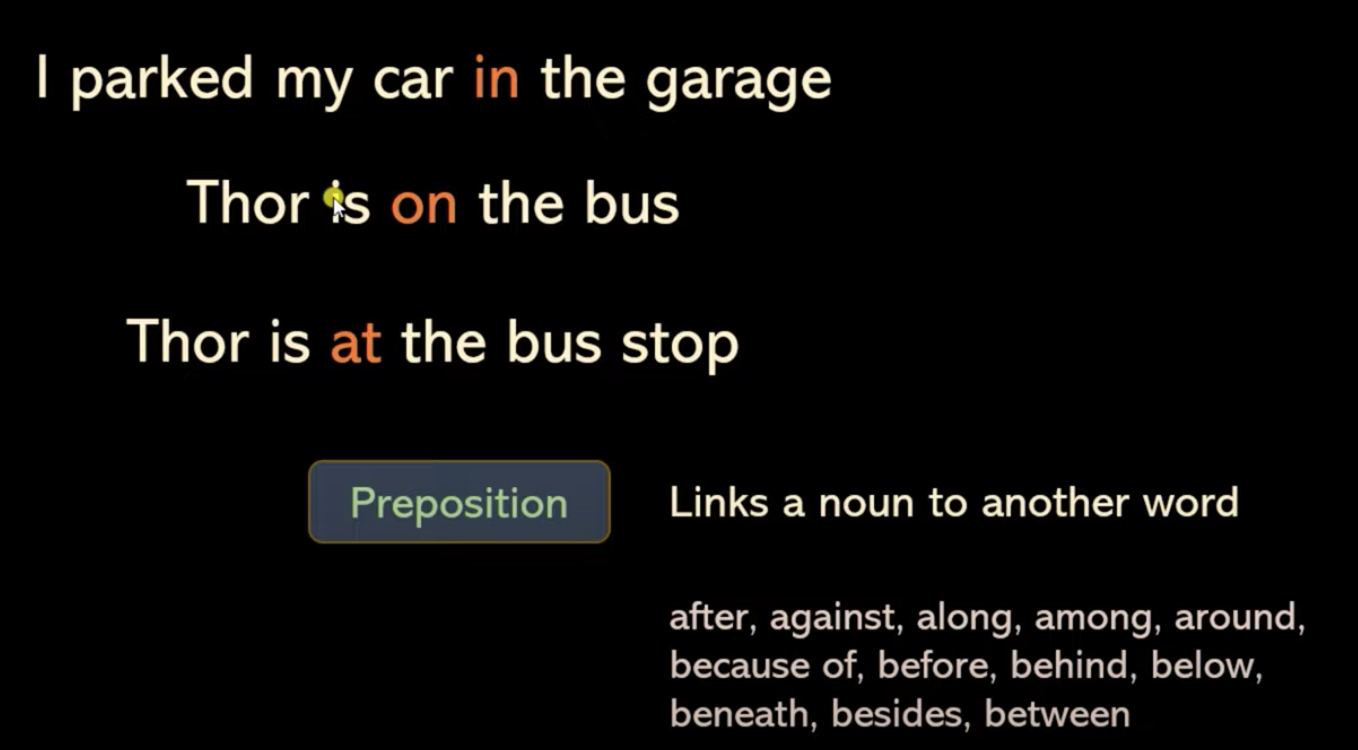 I parked my car in the garage
Thor is on the bus
Thor is at the bus stop
Preposition
Links a noun to another word
after, against, along, among, around,
because of, before, behind, below,
beneath, besides, between